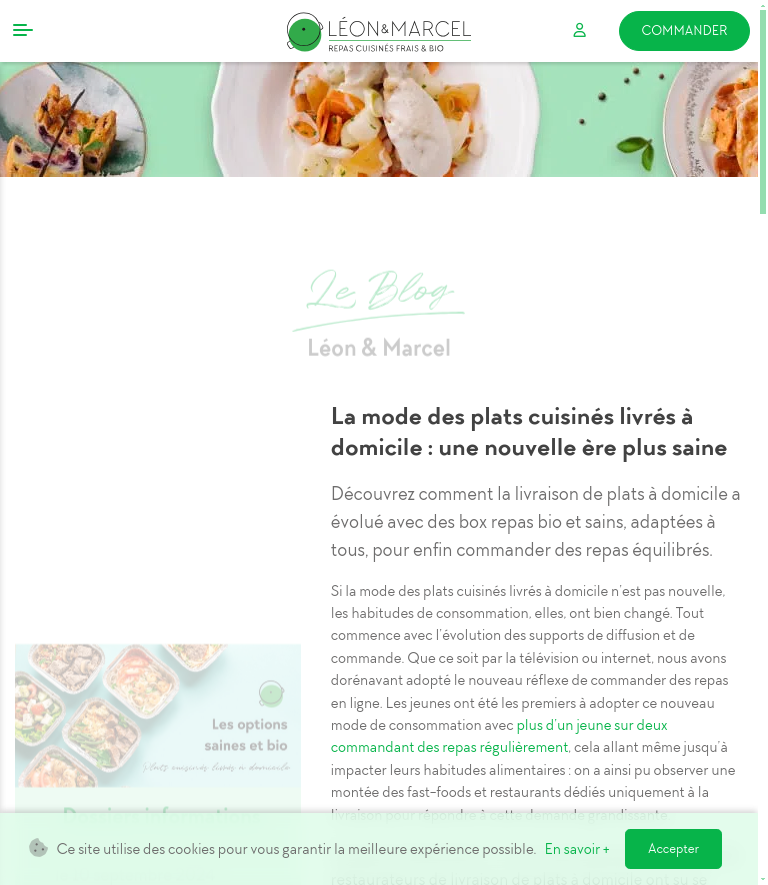 LÉON&MARCEL
REPAS CUISINÉS FRAIS & BIO
COMMANDER
Le Blog
Léon & Marcel
La mode des plats cuisinés livrés à
domicile : une nouvelle ère plus saine
Découvrez comment la livraison de plats à domicile a
évolué avec des box repas bio et sains, adaptées à
tous, pour enfin commander des repas équilibrés.
Si la mode des plats cuisinés livrés à domicile n'est pas nouvelle,
les habitudes de consommation, elles, ont bien changé. Tout
commence avec l'évolution des supports de diffusion et de
commande. Que ce soit par la télévision ou internet, nous avons
dorénavant adopté le nouveau réflexe de commander des repas
en ligne. Les jeunes ont été les premiers à adopter ce nouveau
mode de consommation avec plus d'un jeune sur deux
commandant des repas régulièrement, cela allant même jusqu'à
impacter leurs habitudes alimentaires : on a ainsi pu observer une
montée des fast-foods et restaurants dédiés uniquement à la
livraison pour répondre à cette demande grandissante.
Les options
saines et bio
Plats cuisinés livrés à domicile
Dossiers informations
Ce site utilise des cookies pour vous garantir la meilleure expérience possible. En savoir +
Accepter
restaurateurs de livraison de plats à domicile ont su se